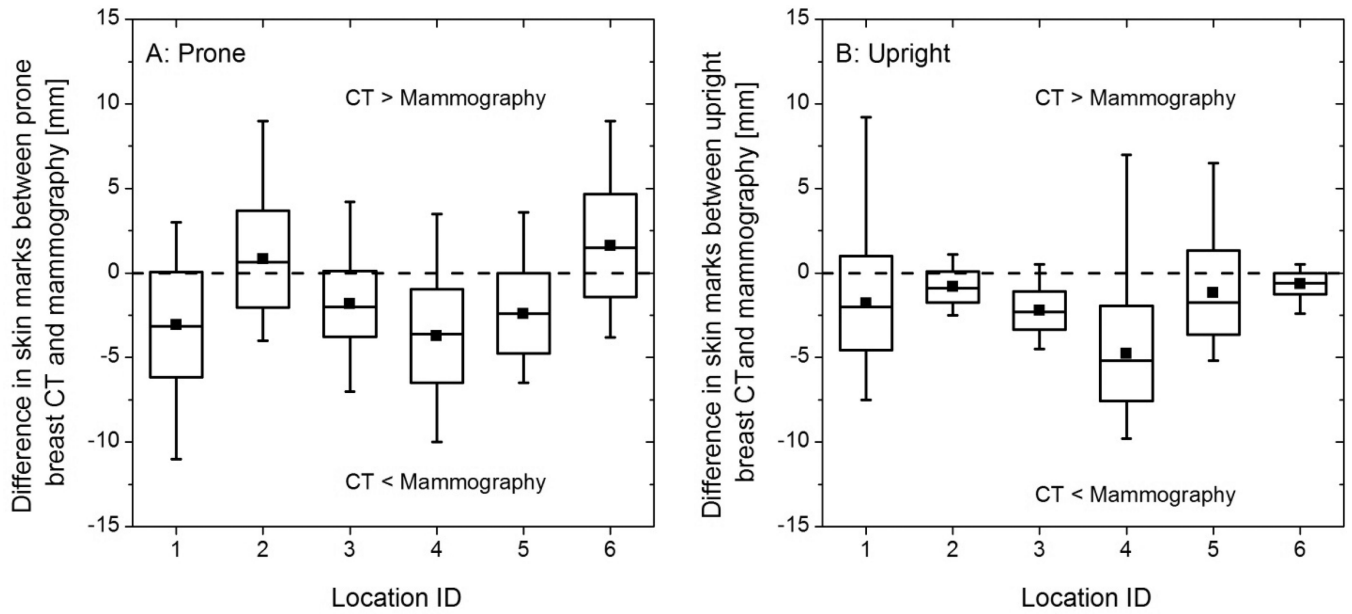 Difference in skin marks between prone
breast CT and mammography [mm]
A: Prone
CT > Mammography
CT < Mammography
15
10
5
0
-5
-10
-15
1 2 3 4 5 6
Location ID
Difference in skin marks between upright
breast CTand mammography [mm]
B: Upright
CT > Mammography
CT < Mammography
15
10
5
0
-5
-10
-15
1 2 3 4 5 6
Location ID